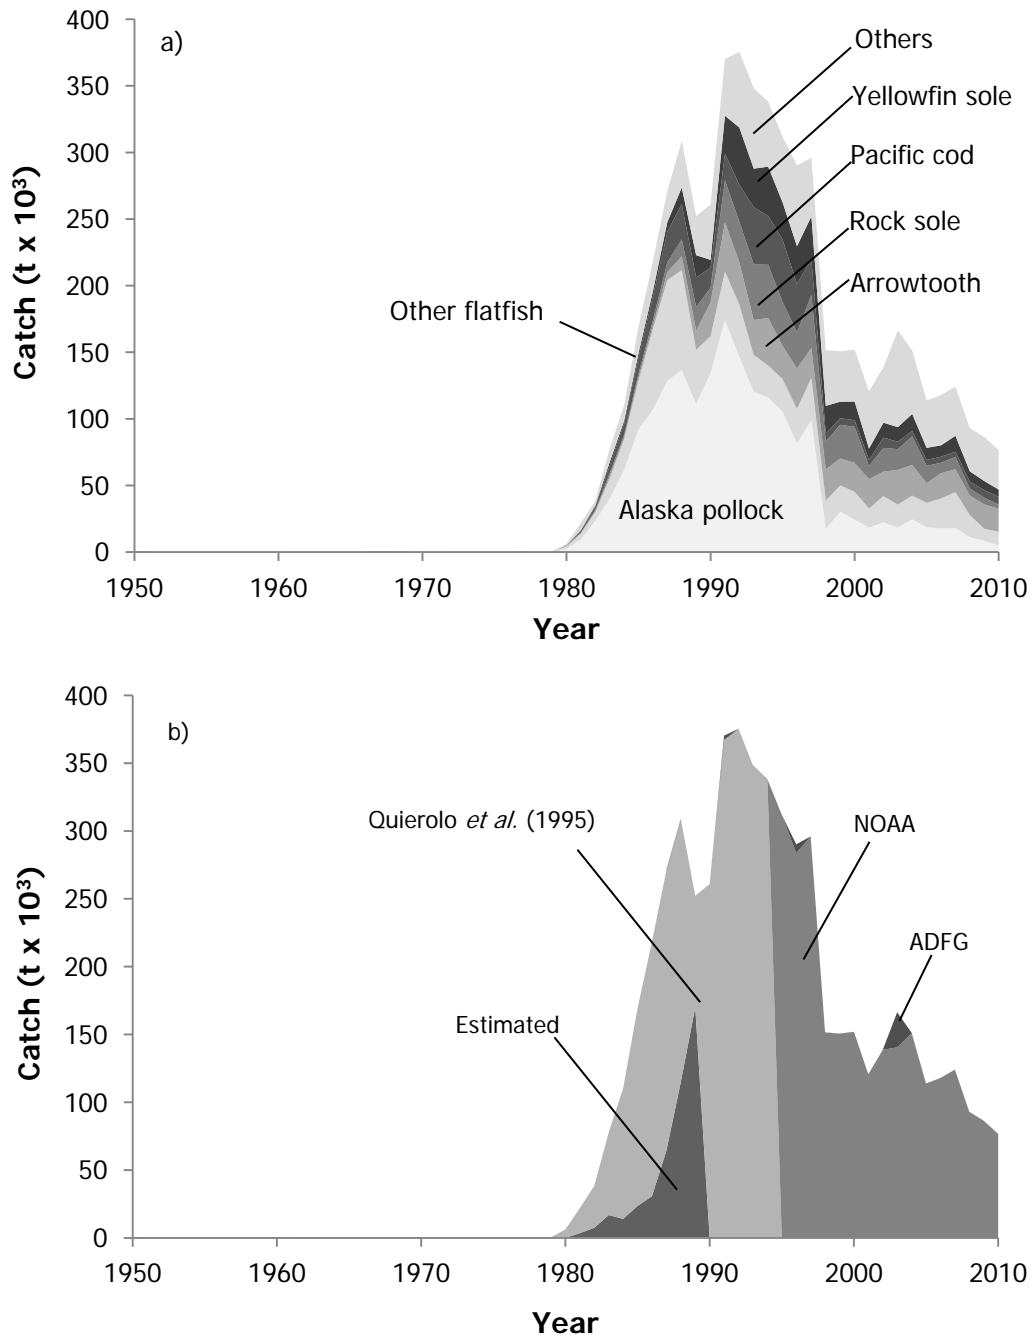 a)
400
350
300
250
200
150
100
50
0
Catch (t x 10³)
Others
Yellowfin sole
Pacific cod
Rock sole
Arrowtooth
Other flatfish
Alaska pollock
1950 1960 1970 1980 1990 2000 2010
Year
b)
400
350
300
250
200
150
100
50
0
Catch (t x 10³)
Quierolo et al. (1995)
NOAA
ADFG
Estimated
1950 1960 1970 1980 1990 2000 2010
Year